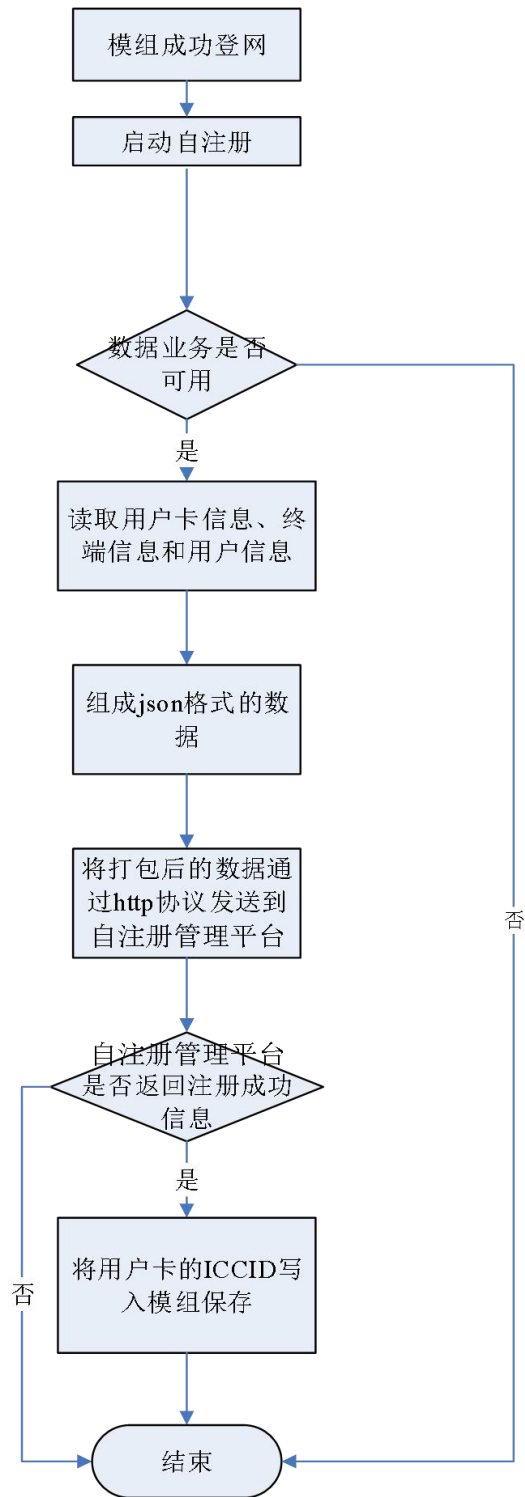 模组成功登网
启动自注册
数据业务是否
可用
是
读取用户卡信息、终
端信息和用户信息
组成json格式的数
据
将打包后的数据通
过http协议发送到
自注册管理平台
否
自注册管理平台
是否返回注册成功
信息
是
将用户卡的ICCID写
入模组保存
否
结束